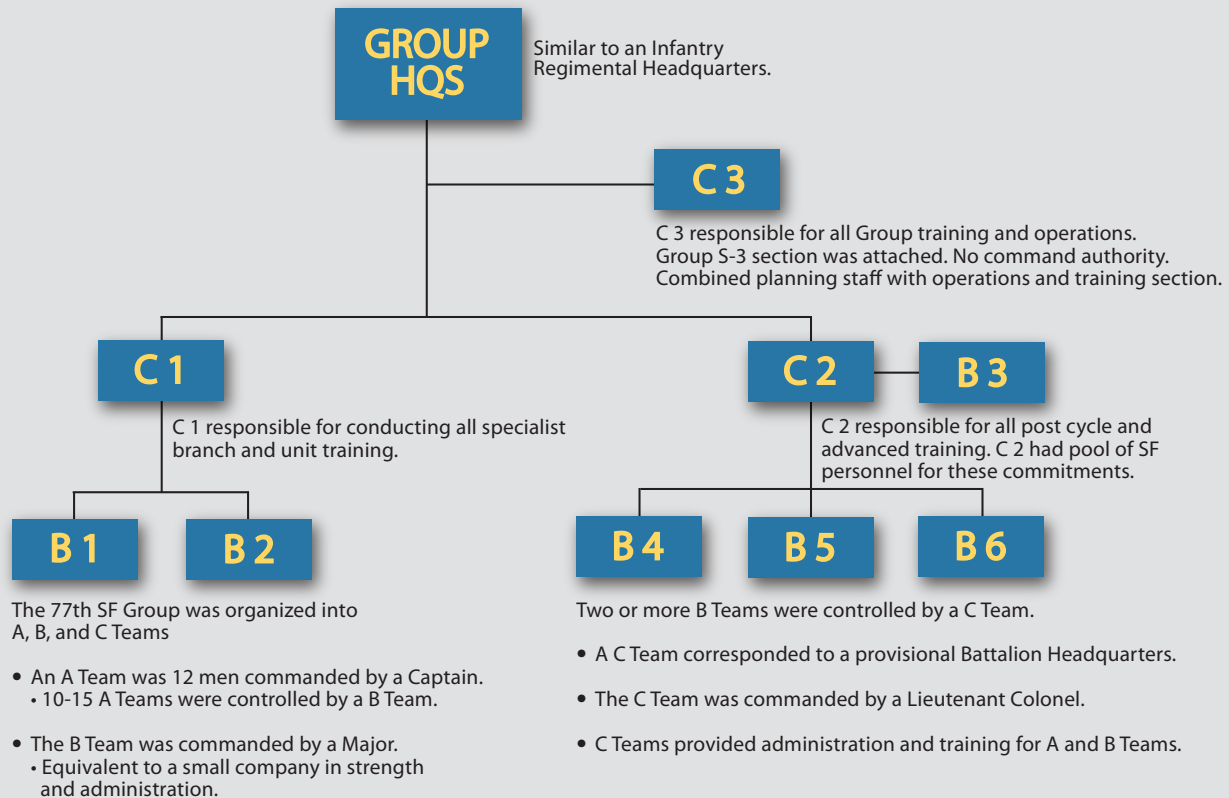 GROUP
HQS
Similar to an Infantry
Regimental Headquarters.
C 3
C 3 responsible for all Group training and operations.
Group S-3 section was attached. No command authority.
Combined planning staff with operations and training section.
C 1
C 1 responsible for conducting all specialist
branch and unit training.
C 2
B 3
C 2 responsible for all post cycle and
advanced training. C 2 had pool of SF
personnel for these commitments.
B 1
B 2
B 4
B 5
B 6
The 77th SF Group was organized into
A, B, and C Teams
• An A Team was 12 men commanded by a Captain.
• 10-15 A Teams were controlled by a B Team.
• The B Team was commanded by a Major.
• Equivalent to a small company in strength
and administration.
Two or more B Teams were controlled by a C Team.
• A C Team corresponded to a provisional Battalion Headquarters.
• The C Team was commanded by a Lieutenant Colonel.
• C Teams provided administration and training for A and B Teams.